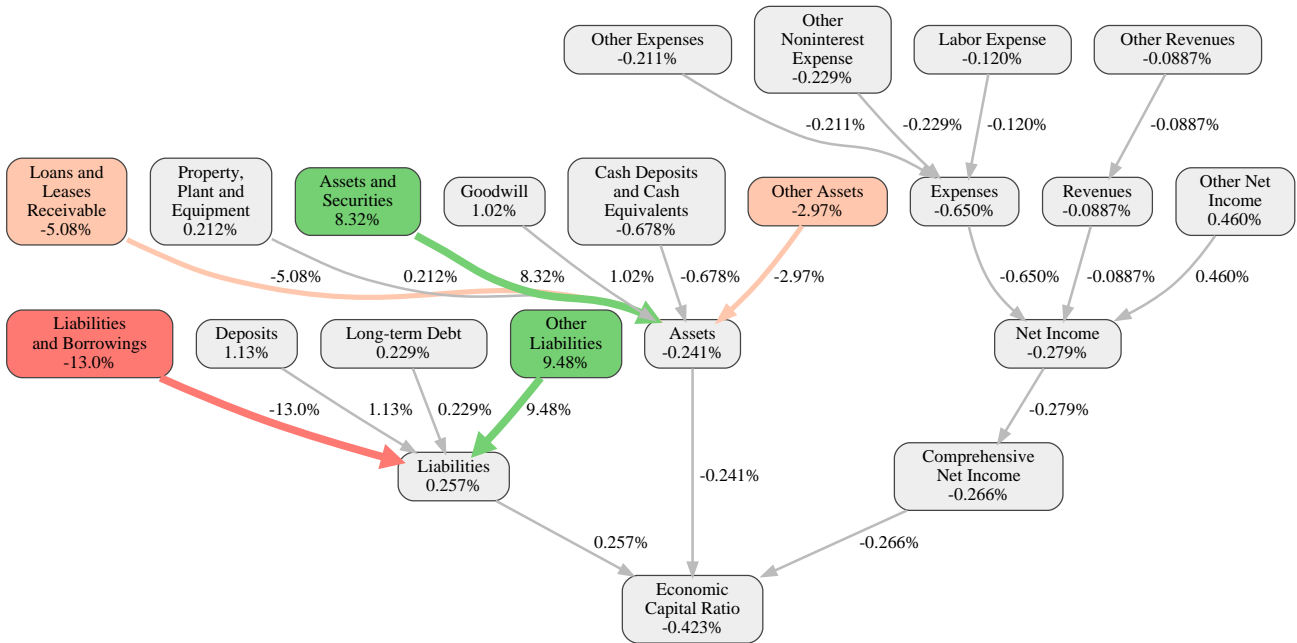 Other Expenses
-0.211%
Other
Noninterest
Expense
-0.229%
Labor Expense
-0.120%
Other Revenues
-0.0887%
-0.211%
-0.229%
-0.120%
-0.0887%
Loans and
Leases
Receivable
-5.08%
Property,
Plant and
Equipment
0.212%
Assets and
Securities
8.32%
Goodwill
1.02%
Cash Deposits
and Cash
Equivalents
-0.678%
Other Assets
-2.97%
Expenses
-0.650%
Revenues
-0.0887%
Other Net
Income
0.460%
-5.08%
0.212%
8.32%
1.02%
-0.678%
-2.97%
-0.650%
-0.0887%
0.460%
Liabilities
and Borrowings
-13.0%
Deposits
1.13%
Long-term Debt
0.229%
Other
Liabilities
9.48%
Assets
-0.241%
Net Income
-0.279%
-13.0%
1.13%
0.229%
9.48%
-0.279%
Liabilities
0.257%
-0.241%
Comprehensive
Net Income
-0.266%
0.257%
-0.266%
Economic
Capital Ratio
-0.423%